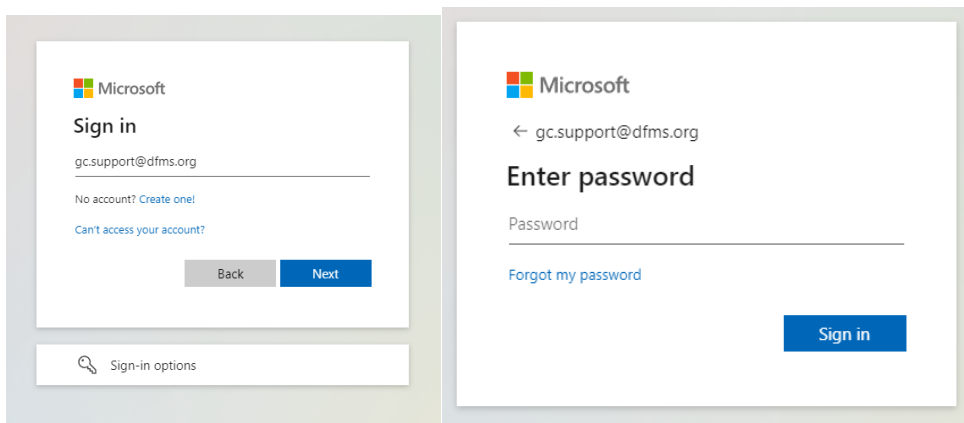 Microsoft
Sign in
gc.support@dfms.org
No account? Create one!
Can't access your account?
Back
Next
Sign-in options
Microsoft
← gc.support@dfms.org
Enter password
Password
Forgot my password
Sign in